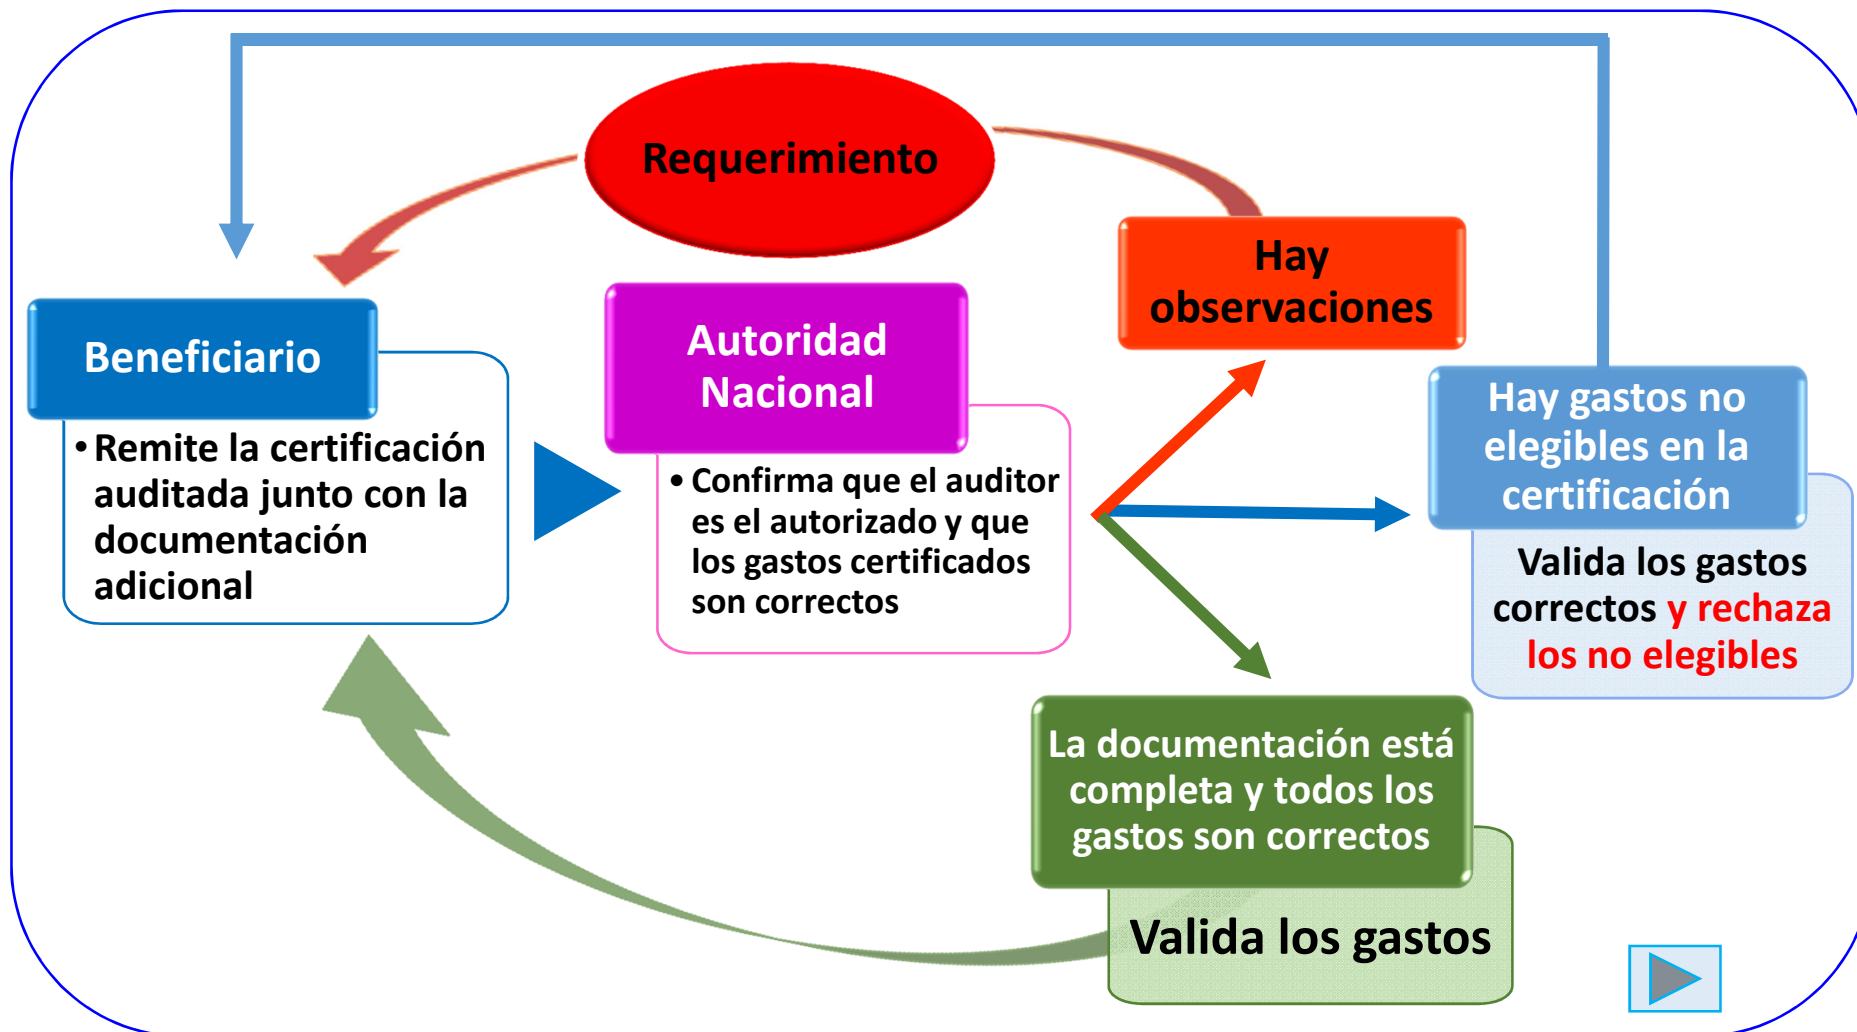 Requerimiento
Hay
observaciones
Beneficiario
• Remite la certificación
auditada junto con la
documentación
adicional
Autoridad
Nacional
• Confirma que el auditor
es el autorizado y que
los gastos certificados
son correctos
Hay gastos no
elegibles en la
certificación
Valida los gastos
correctos y rechaza
los no elegibles
La documentación está
completa y todos los
gastos son correctos
Valida los gastos